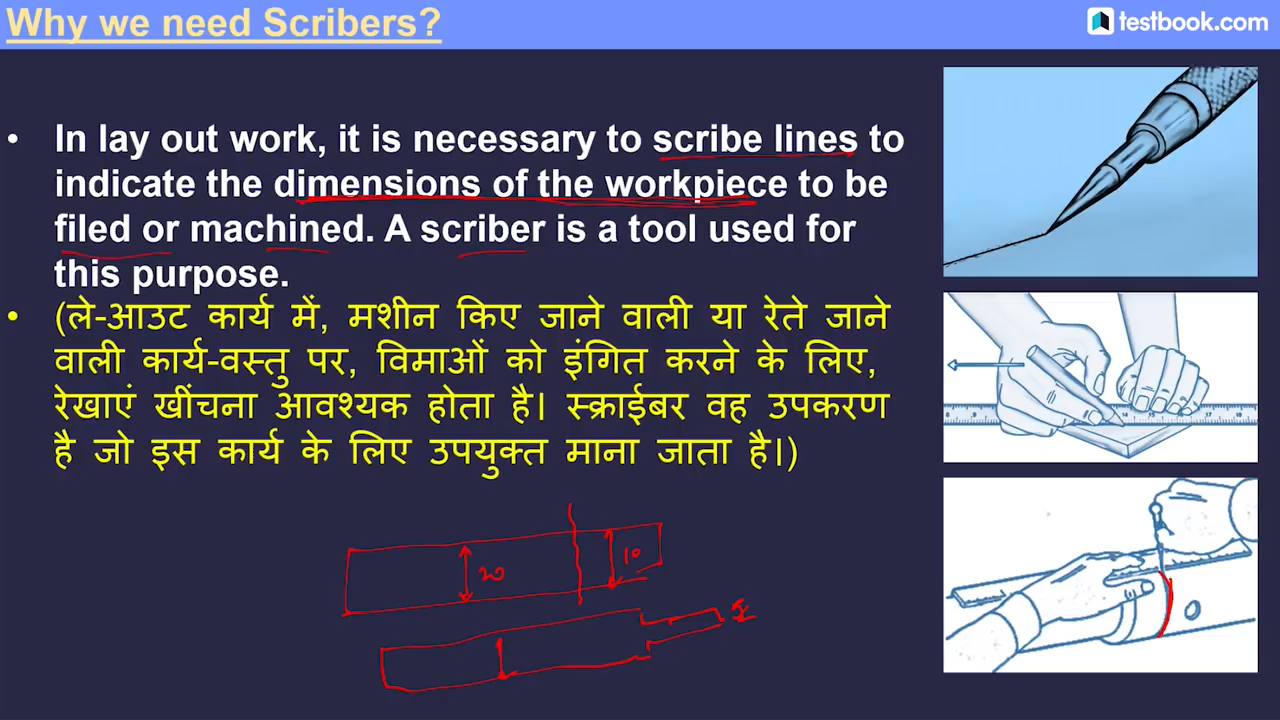 Why we need Scribers?
testbook.com
• In lay out work, it is necessary to scribe lines to
indicate the dimensions of the workpiece to be
filed or machined. A scriber is a tool used for
this purpose.
• (ले-आउट कार्य में, मशीन किए जाने वाली या रेते जाने
वाली कार्य-वस्तु पर, विमाओं को इंगित करने के लिए,
रेखाएं खींचना आवश्यक होता है। स्क्राईबर वह उपकरण
है जो इस कार्य के लिए उपयुक्त माना जाता है।)
20
10